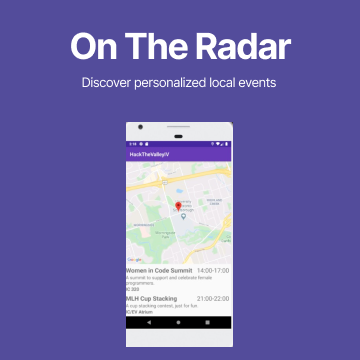 On The Radar
Discover personalized local events
HackTheValleyIV
Women in Code Summit 14:00-17:00
A summit to support and celebrate female
programmers.
IC 320
MLH Cup Stacking 21:00-22:00
A cup stacking contest, just for fun.
IC/EV Atrium